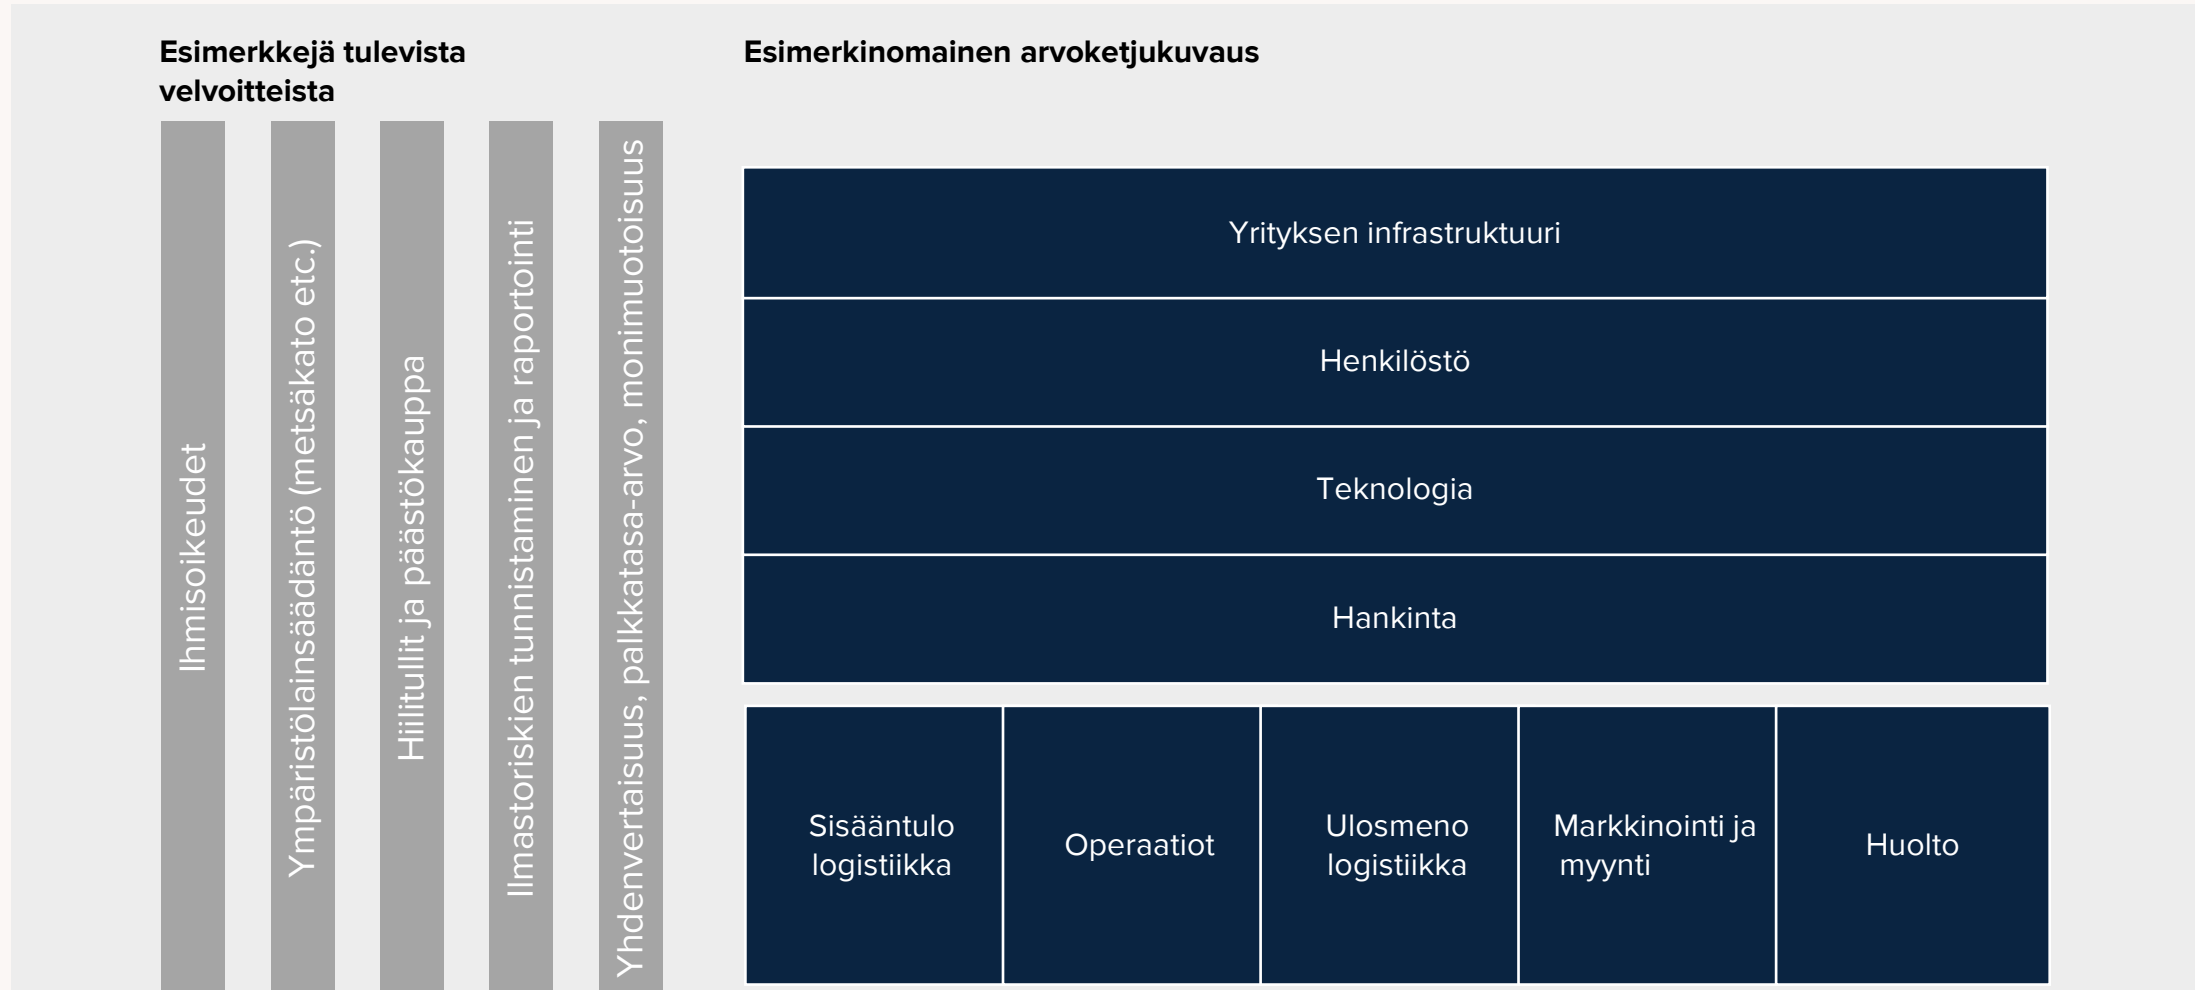 Esimerkkejä tulevista
velvoitteista
Ihmisoikeudet
Ympäristölainsäädäntö (metsäkato etc.)
Hiilitullit ja päästökauppa
Ilmastoriskien tunnistaminen ja raportointi
Yhdenvertaisuus, palkkatasa-arvo, monimuotoisuus
Esimerkinomainen arvoketjukuvaus
Yrityksen infrastruktuuri
Henkilöstö
Teknologia
Hankinta
Sisääntulo
logistiikka
Operaatiot
Ulosmeno
logistiikka
Markkinointi ja
myynti
Huolto